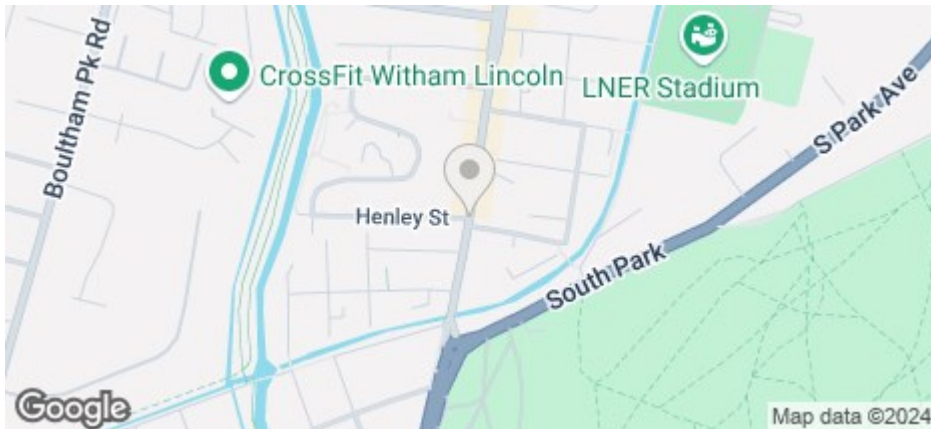 Boultham Pk Rd
CrossFit Witham Lincoln
LNER Stadium
S Park Ave
Henley St
South Park
Google
Map data ©2024